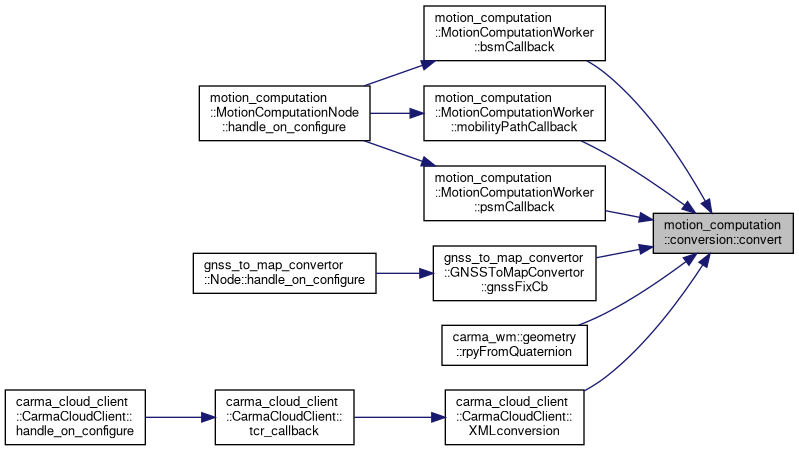 motion_computation
::MotionComputationWorker
::bsmCallback
motion_computation
::MotionComputationNode
::handle_on_configure
motion_computation
::MotionComputationWorker
::mobilityPathCallback
motion_computation
::MotionComputationWorker
::psmCallback
motion_computation
::conversion::convert
gnss_to_map_convertor
::Node::handle_on_configure
gnss_to_map_convertor
::GNSSToMapConvertor
::gnssFixCb
carma_wm::geometry
::rpyFromQuaternion
carma_cloud_client
::CarmaCloudClient::
handle_on_configure
carma_cloud_client
::CarmaCloudClient::
tcr_callback
carma_cloud_client
::CarmaCloudClient::
XMLconversion